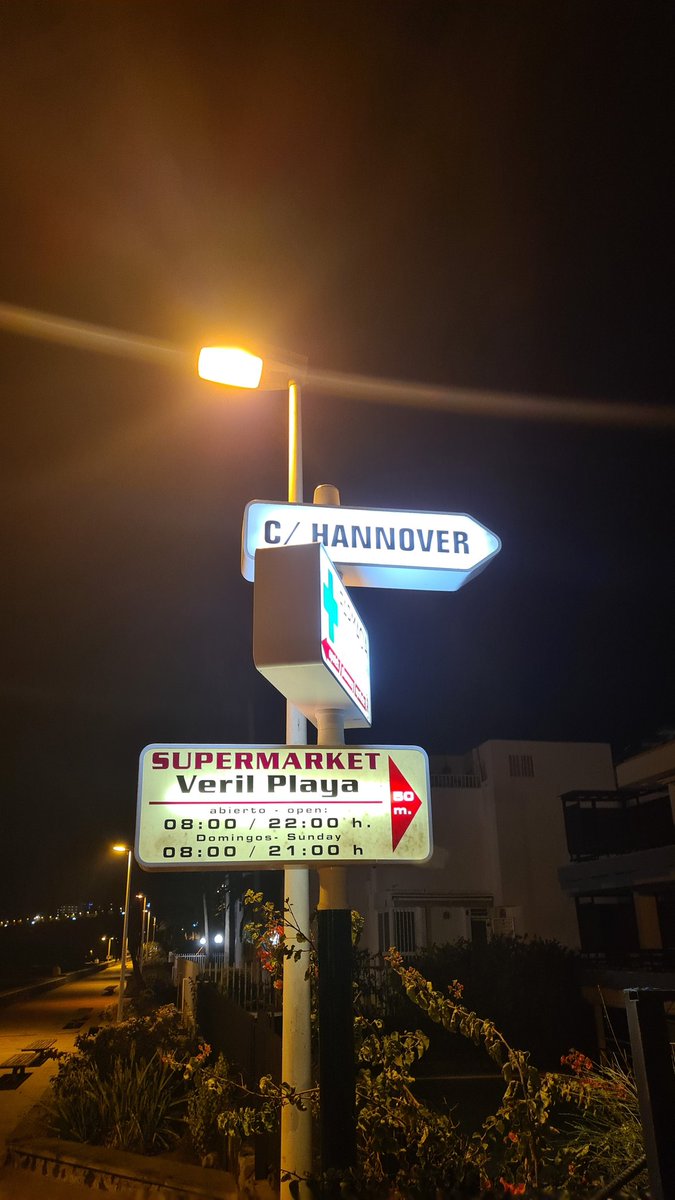 C/ HANNOVER
SUPERMARKET
Veril Playa
abierto - open:
08:00 / 22:00 h.
Domingos- Sunday
08:00 / 21:00 h
50
m.